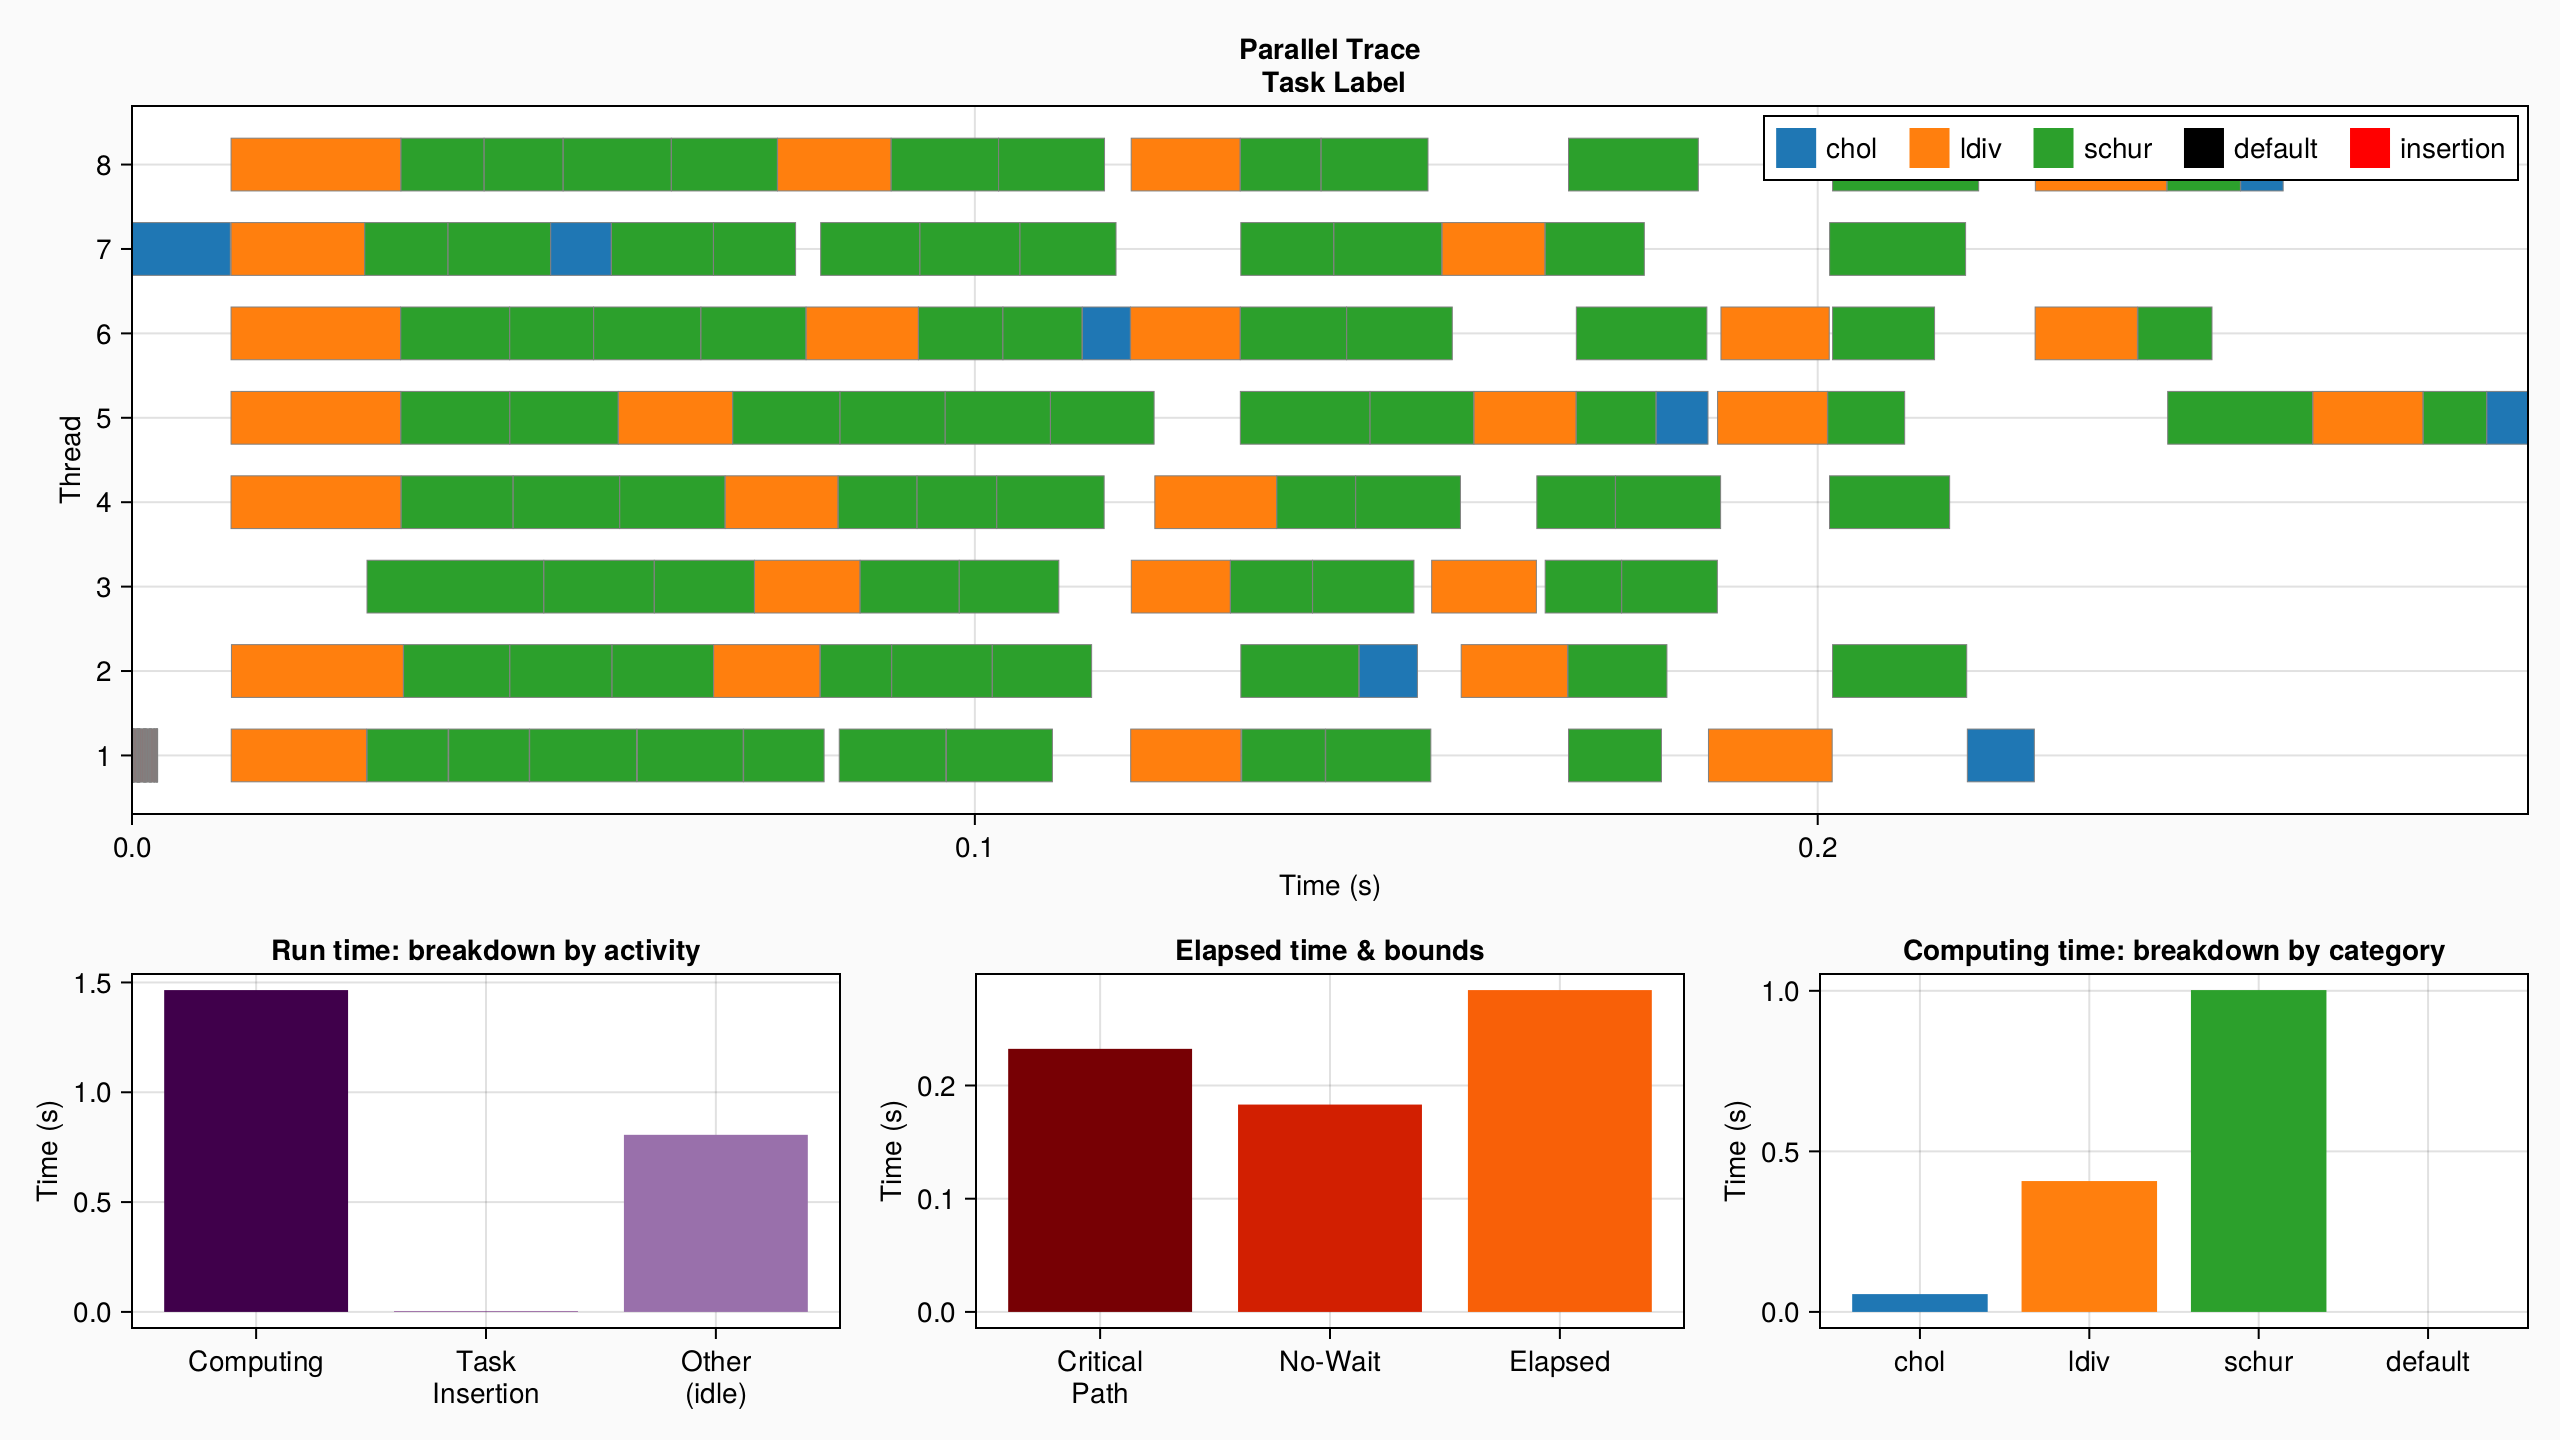 Parallel Trace
Task Label
chol ldiv schur default insertion
Thread
8
7
6
5
4
3
2
1
0.0 0.1 0.2
Time (s)
Run time: breakdown by activity
Time (s)
1.5
1.0
0.5
0.0
Computing Task Other
Insertion (idle)
Elapsed time & bounds
Time (s)
0.2
0.1
0.0
Critical No-Wait Elapsed
Path
Computing time: breakdown by category
Time (s)
1.0
0.5
0.0
chol ldiv schur default